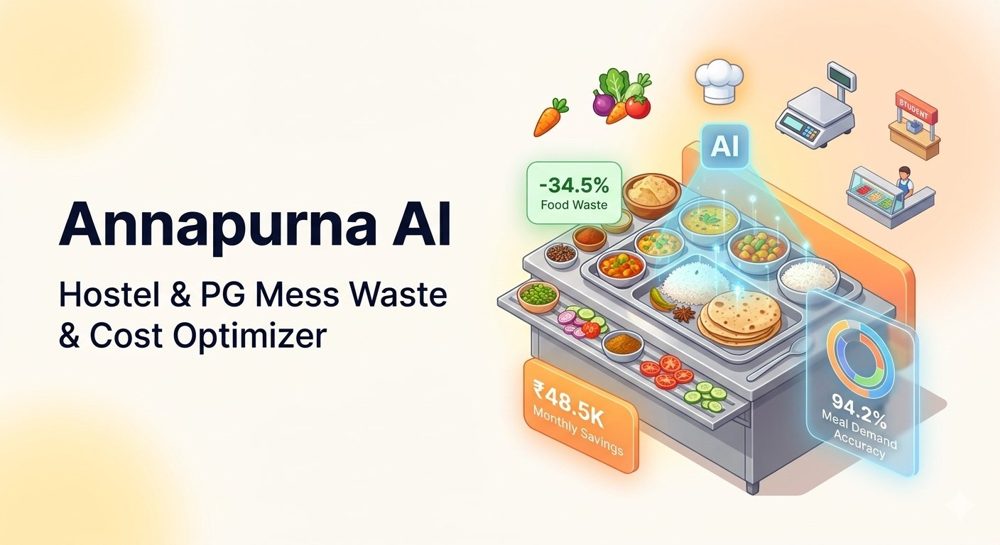 Annapurna AI
Hostel & PG Mess Waste
& Cost Optimizer
AI
STUDENT
-34.5%
Food Waste
₹48.5K
Monthly Savings
94.2%
Meal Demand
Accuracy